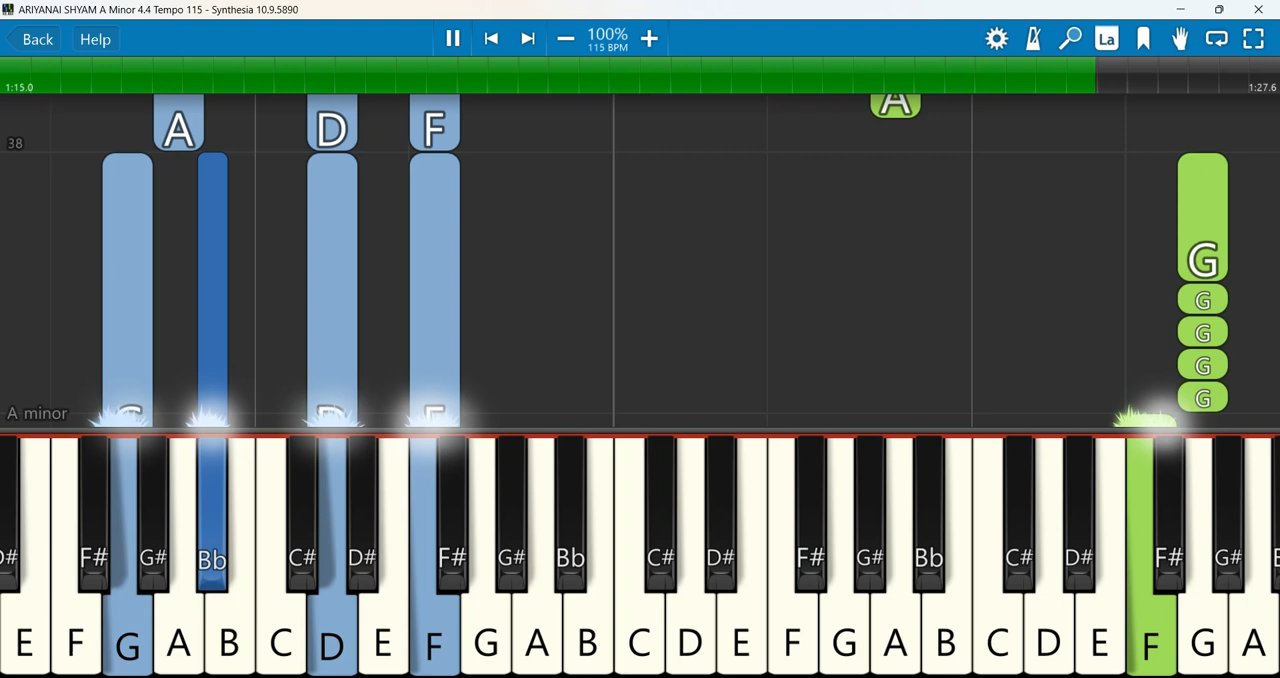 ARIYANAI SHYAM A Minor 4.4 Tempo 115 - Synthesia 10.9.5890
Back Help 100% La
115 BPM
1:15.0 1:27.6
A D F A
38
G
G
G
G
G
A minor
G D F
F# G# Bb C# D# F# G# Bb C# D# F# G# Bb C# D# F# G#
E F G A B C D E F G A B C D E F G A B C D E F G A